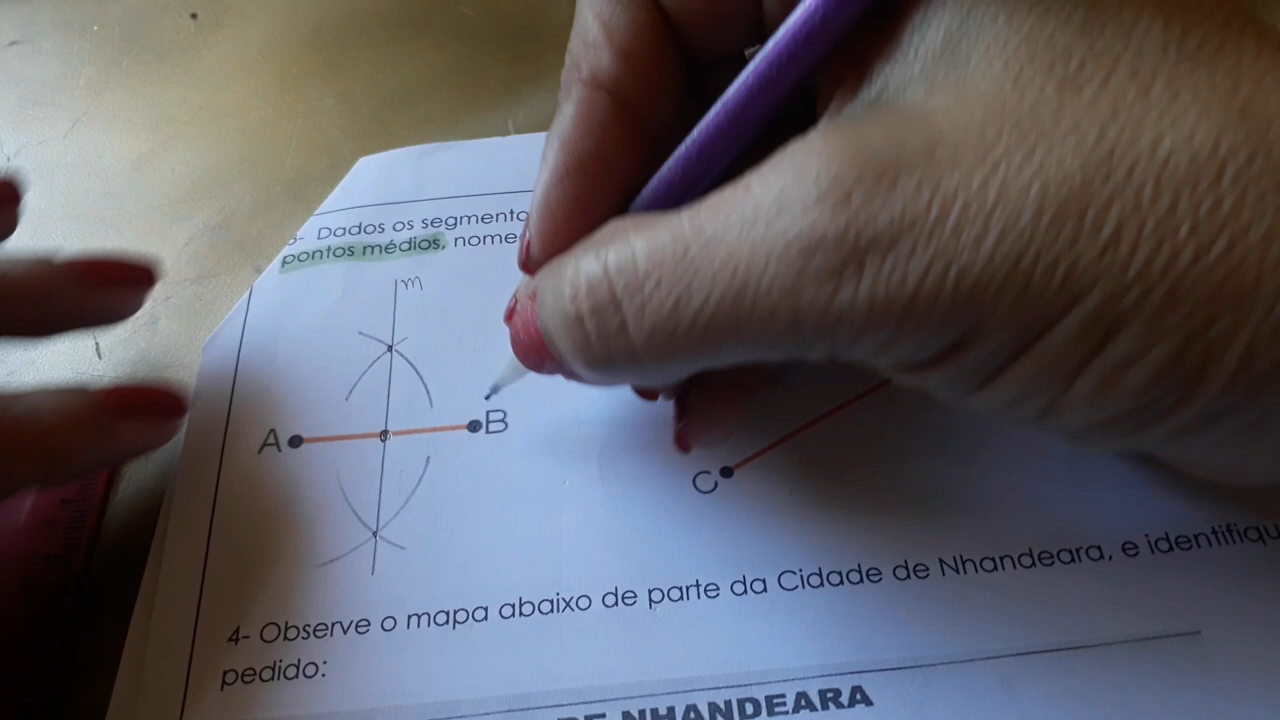 Dados os segmento
pontos médios, nome
m
A
B
C
4- Observe o mapa abaixo de parte da Cidade de Nhandeara, e identifiqu
pedido:
DE NHANDEARA